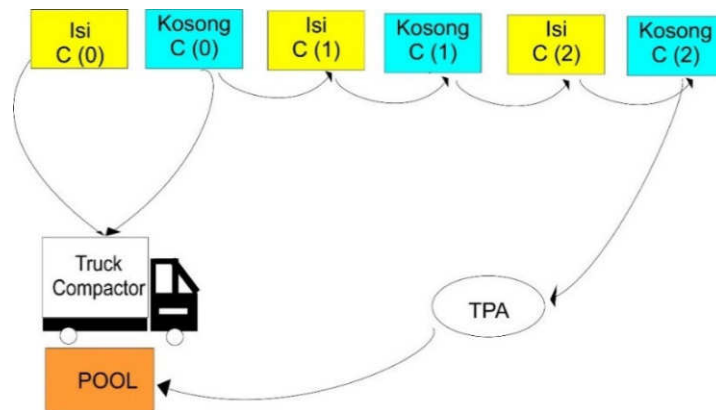 Isi
C (0)
Kosong
C (0)
Isi
C (1)
Kosong
C (1)
Isi
C (2)
Kosong
C (2)
Truck
Compactor
TPA
POOL